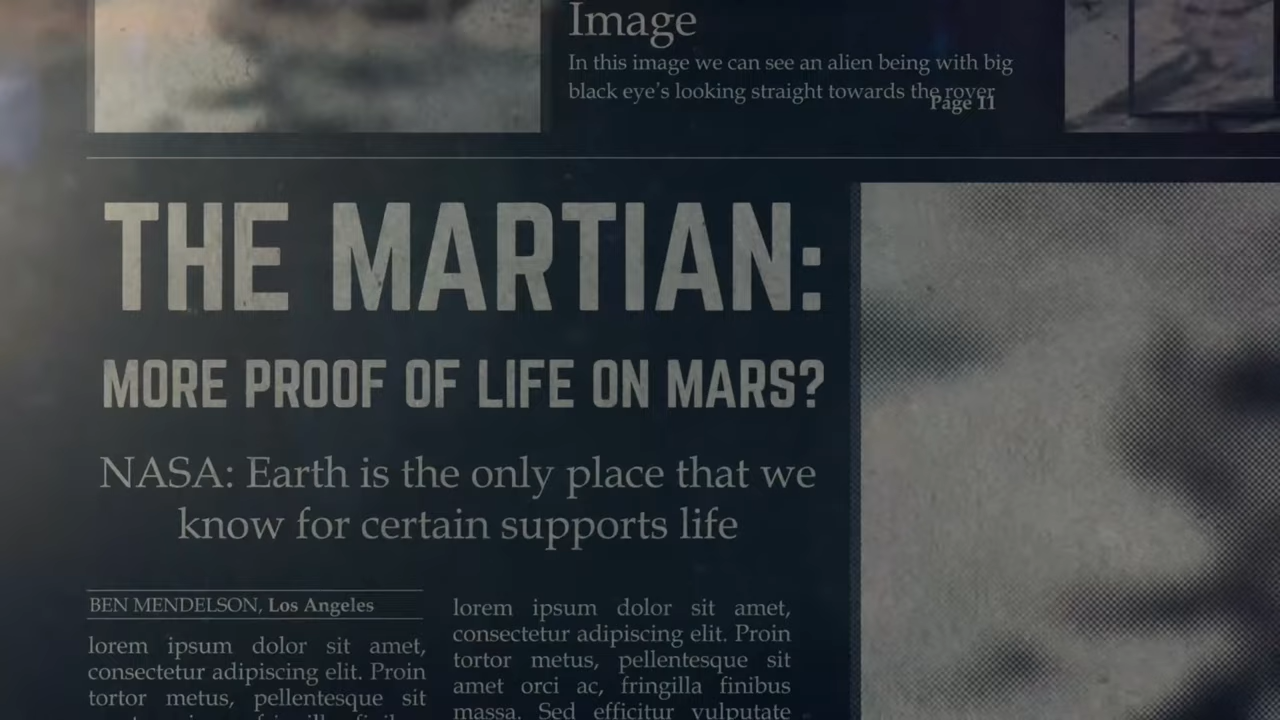 Image
In this image we can see an alien being with big
black eye's looking straight towards the rover
Page 11
THE MARTIAN:
MORE PROOF OF LIFE ON MARS?
NASA: Earth is the only place that we
know for certain supports life
BEN MENDELSON, Los Angeles
lorem ipsum dolor sit amet,
consectetur adipiscing elit. Proin
tortor metus, pellentesque sit
lorem ipsum dolor sit amet,
consectetur adipiscing elit. Proin
tortor metus, pellentesque sit
amet orci ac, fringilla finibus
massa. Sed efficitur vulputate